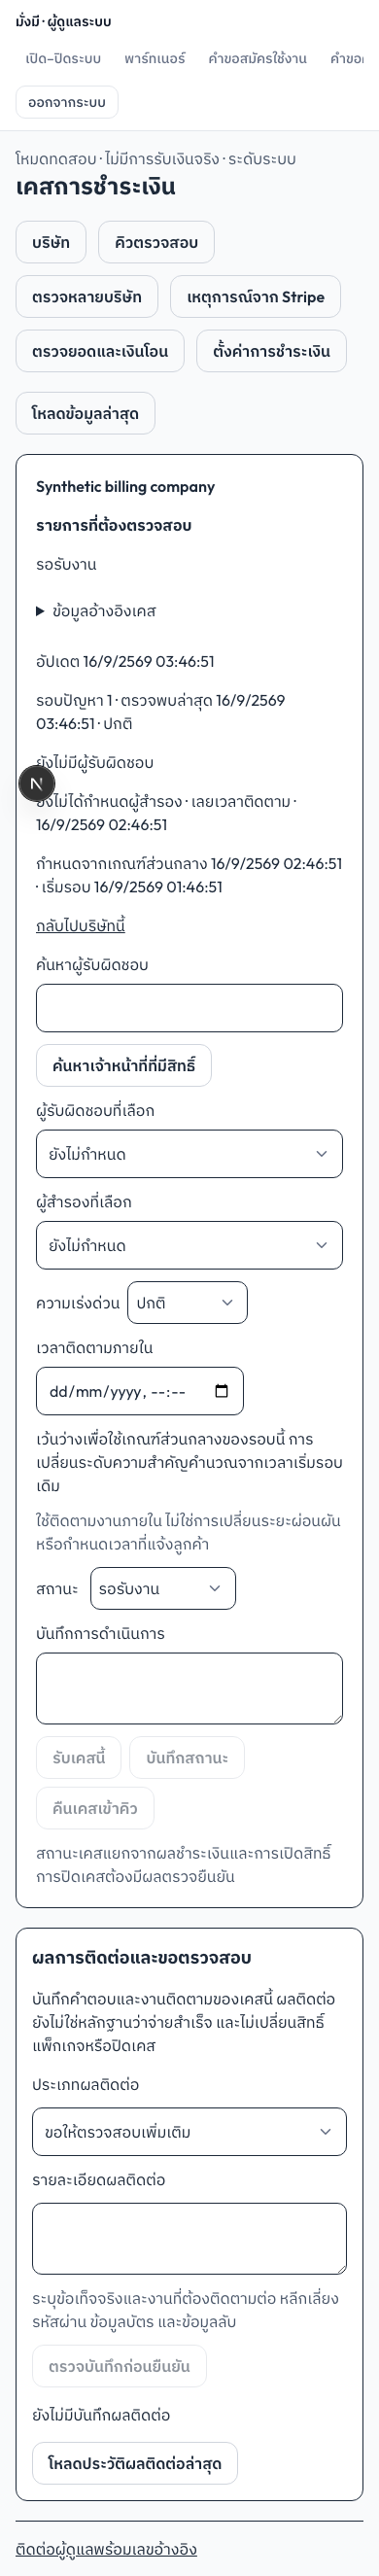 มั่งมี · ผู้ดูแลระบบ
เปิด-ปิดระบบ พาร์ทเนอร์ คำขอสมัครใช้งาน
ออกจากระบบ
โหมดทดสอบ · ไม่มีการรับเงินจริง · ระดับระบบ
เคสการชำระเงิน
บริษัท คิวตรวจสอบ
ตรวจหลายบริษัท เหตุการณ์จาก Stripe
ตรวจยอดและเงินโอน ตั้งค่าการชำระเงิน
โหลดข้อมูลล่าสุด
Synthetic billing company
รายการที่ต้องตรวจสอบ
รอรับงาน
ข้อมูลอ้างอิงเคส
อัปเดต 16/9/2569 03:46:51
รอบปัญหา 1 · ตรวจพบล่าสุด 16/9/2569
03:46:51 · ปกติ
ยังไม่มีผู้รับผิดชอบ
N
ยังไม่ได้กำหนดผู้สำรอง · เลยเวลาติดตาม ·
16/9/2569 02:46:51
กำหนดจากเกณฑ์ส่วนกลาง 16/9/2569 02:46:51
· เริ่มรอบ 16/9/2569 01:46:51
กลับไปบริษัทนี้
ค้นหาผู้รับผิดชอบ
ค้นหาเจ้าหน้าที่ที่มีสิทธิ์
ผู้รับผิดชอบที่เลือก
ยังไม่กำหนด
ผู้สำรองที่เลือก
ยังไม่กำหนด
ความเร่งด่วน ปกติ
เวลาติดตามภายใน
dd/mm/yyyy, --:--
เว้นว่างเพื่อใช้เกณฑ์ส่วนกลางของรอบนี้ การ
เปลี่ยนระดับความสำคัญคำนวณจากเวลาเริ่มรอบ
เดิม
ใช้ติดตามงานภายใน ไม่ใช่การเปลี่ยนระยะผ่อนผัน
หรือกำหนดเวลาที่แจ้งลูกค้า
สถานะ รอรับงาน
บันทึกการดำเนินการ
รับเคสนี้ บันทึกสถานะ
คืนเคสเข้าคิว
สถานะเคสแยกจากผลชำระเงินและการเปิดสิทธิ์
การปิดเคสต้องมีผลตรวจยืนยัน
ผลการติดต่อและขอตรวจสอบ
บันทึกคำตอบและงานติดตามของเคสนี้ ผลติดต่อ
ยังไม่ใช่หลักฐานว่าจ่ายสำเร็จ และไม่เปลี่ยนสิทธิ์
แพ็กเกจหรือปิดเคส
ประเภทผลติดต่อ
ขอให้ตรวจสอบเพิ่มเติม
รายละเอียดผลติดต่อ
ระบุข้อเท็จจริงและงานที่ต้องติดตามต่อ หลีกเลี่ยง
รหัสผ่าน ข้อมูลบัตร และข้อมูลลับ
ตรวจบันทึกก่อนยืนยัน
ยังไม่มีบันทึกผลติดต่อ
โหลดประวัติผลติดต่อล่าสุด
ติดต่อผู้ดูแลพร้อมเลขอ้างอิง